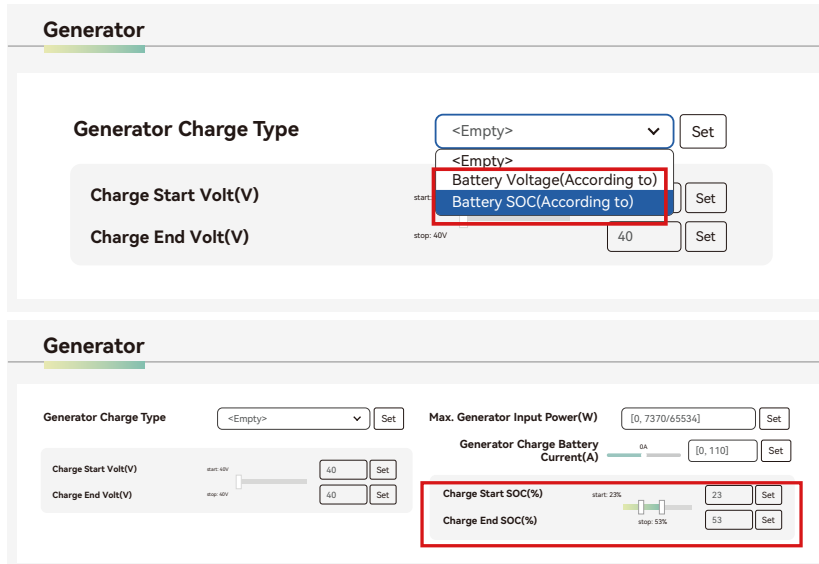 Generator
Generator Charge Type
<Empty>
Set
<Empty>
Battery Voltage(According to)
Battery SOC(According to)
Charge Start Volt(V)
start:
Set
Charge End Volt(V)
stop: 40V
40
Set
Generator
Generator Charge Type
<Empty>
Set
Charge Start Volt(V)
start: 40V
40
Set
Charge End Volt(V)
stop: 40V
40
Set
Max. Generator Input Power(W)
[0, 7370/65534]
Set
Generator Charge Battery
Current(A)
0A
[0, 110]
Set
Charge Start SOC(%)
start: 23%
23
Set
Charge End SOC(%)
stop: 53%
53
Set